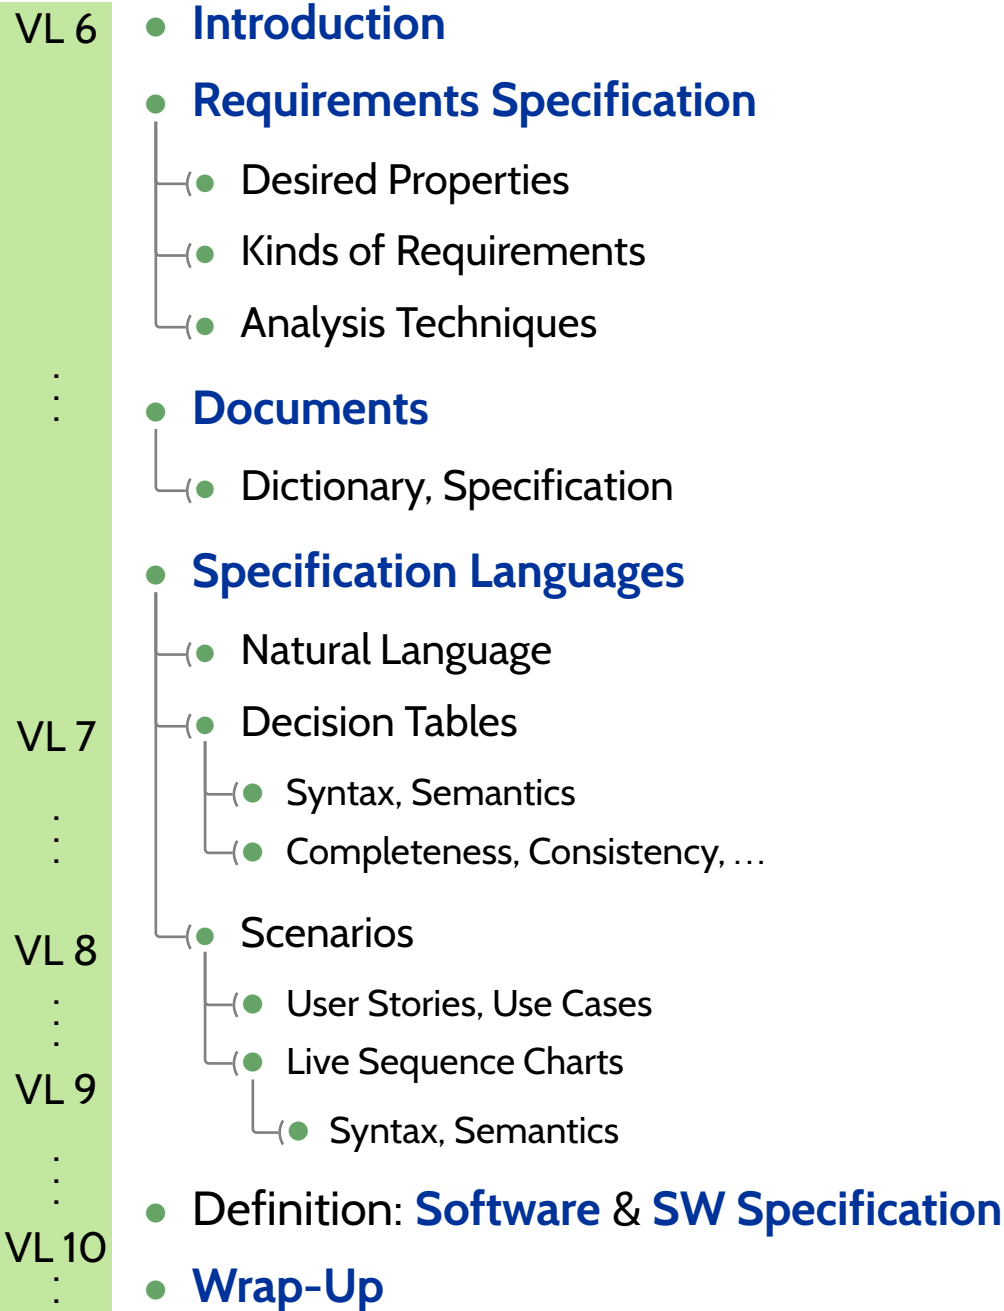 VL 6
Introduction
Requirements Specification
Desired Properties
Kinds of Requirements
Analysis Techniques
⋮
Documents
Dictionary, Specification
Specification Languages
Natural Language
VL 7
Decision Tables
Syntax, Semantics
⋮
Completeness, Consistency, …
VL 8
Scenarios
User Stories, Use Cases
⋮
Live Sequence Charts
VL 9
Syntax, Semantics
⋮
Definition: Software & SW Specification
VL 10
Wrap-Up
⋮